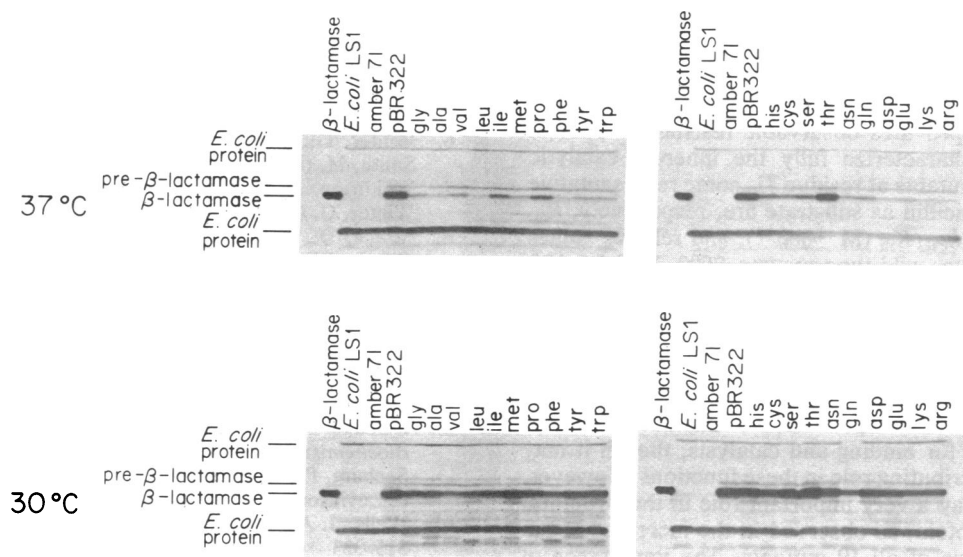 β-lactamase
E. coli LS1
amber 71
pBR322
gly
ala
val
leu
ile
met
pro
phe
tyr
trp
β-lactamase
E. coli LS1
amber 71
pBR322
his
cys
ser
thr
asn
gln
asp
glu
lys
arg
37 °C
E. coli
protein
pre-β-lactamase
β-lactamase
E. coli
protein
β-lactamase
E. coli LS1
amber 71
pBR322
gly
ala
val
leu
ile
met
pro
phe
tyr
trp
β-lactamase
E. coli LS1
amber 71
pBR322
his
cys
ser
thr
asn
gln
asp
glu
lys
arg
30 °C
E. coli
protein
pre-β-lactamase
β-lactamase
E. coli
protein